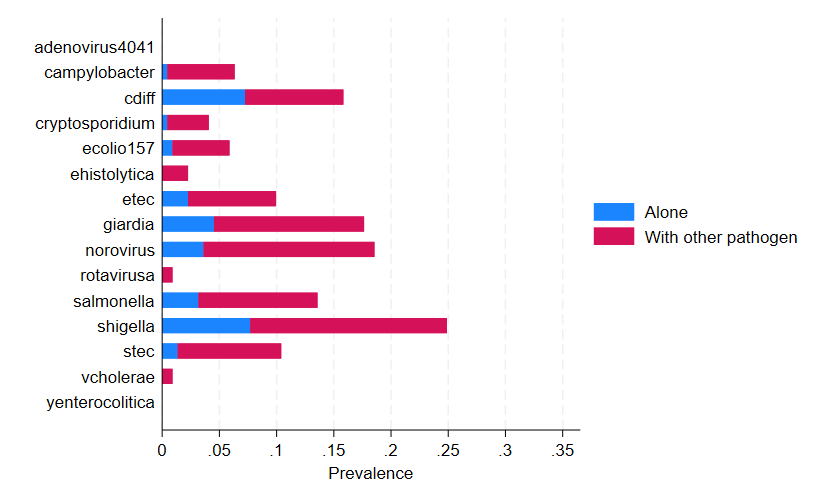 adenovirus4041
campylobacter
cdiff
cryptosporidium
ecolio157
ehistolytica
etec
giardia
norovirus
rotavirusa
salmonella
shigella
stec
vcholerae
yenterocolitica
0 .05 .1 .15 .2 .25 .3 .35
Prevalence
Alone
With other pathogen